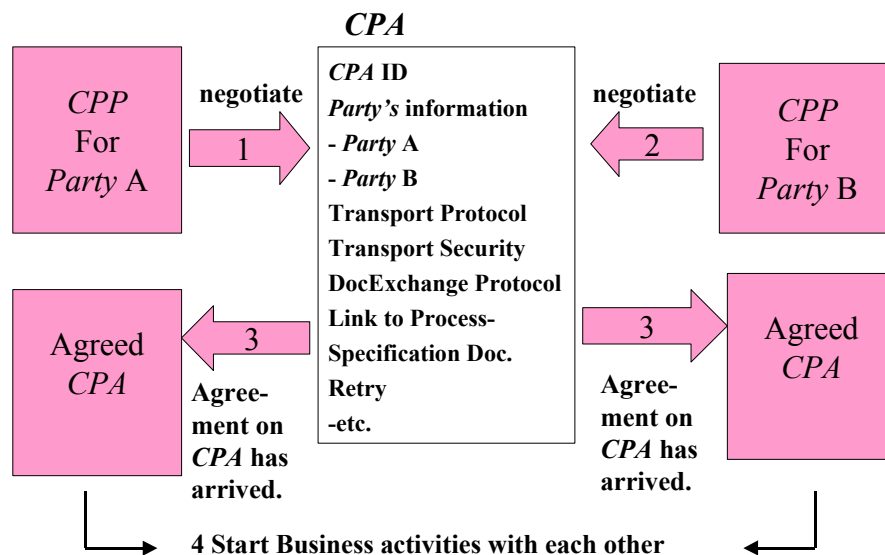 CPA
CPP
For
Party A
negotiate
1
CPA ID
Party's information
- Party A
- Party B
Transport Protocol
Transport Security
DocExchange Protocol
Link to Process-
Specification Doc.
Retry
-etc.
negotiate
2
CPP
For
Party B
Agreed
CPA
3
Agree-
ment on
CPA has
arrived.
3
Agree-
ment on
CPA has
arrived.
Agreed
CPA
4 Start Business activities with each other